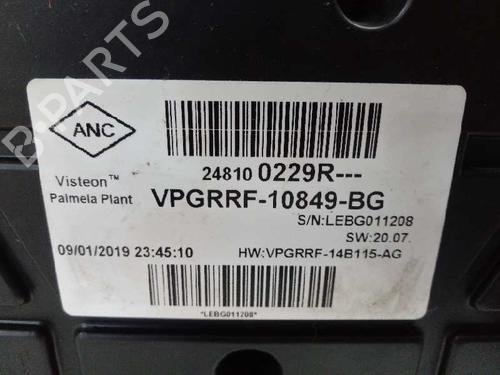 B-PARTS
ANC
24810 0229R---
Visteon™
Palmela Plant
VPGRRF-10849-BG
S/N:LEBG011208
SW:20.07.
09/01/2019 23:45:10
HW:VPGRRF-14B115-AG
*LEBG011208*